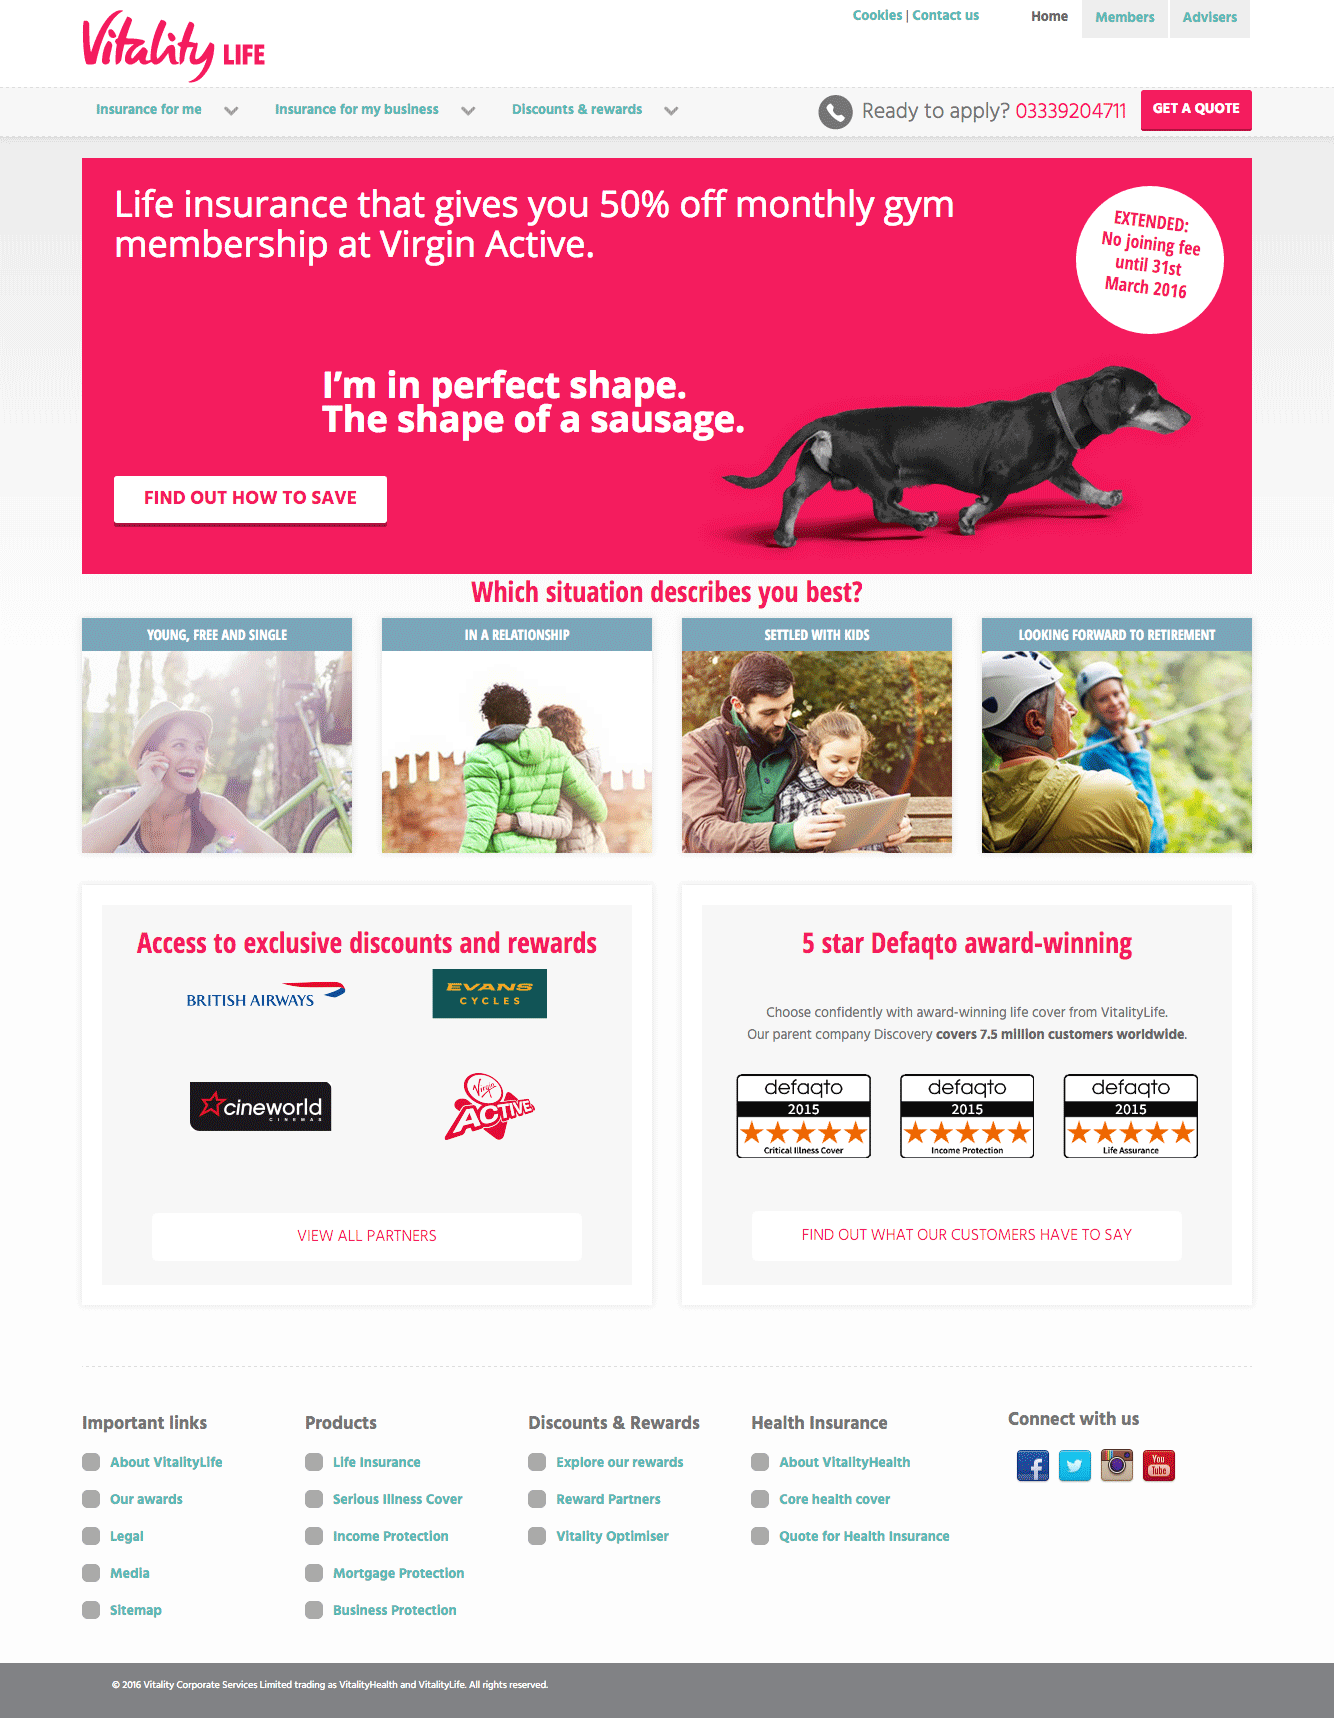 Vitality LIFE
Cookies | Contact us
Home
Members
Advisers
Insurance for me
Insurance for my business
Discounts & rewards
Ready to apply? 03339204711
GET A QUOTE
Life insurance that gives you 50% off monthly gym
membership at Virgin Active.
EXTENDED:
No joining fee
until 31st
March 2016
I'm in perfect shape.
The shape of a sausage.
FIND OUT HOW TO SAVE
Which situation describes you best?
YOUNG, FREE AND SINGLE
IN A RELATIONSHIP
SETTLED WITH KIDS
LOOKING FORWARD TO RETIREMENT
Access to exclusive discounts and rewards
BRITISH AIRWAYS
EVANS
CYCLES
cineworld
CINEMAS
Virgin
ACTIVE
VIEW ALL PARTNERS
5 star Defaqto award-winning
Choose confidently with award-winning life cover from VitalityLife.
Our parent company Discovery covers 7.5 million customers worldwide.
defaqto
2015
Critical Illness Cover
defaqto
2015
Income Protection
defaqto
2015
Life Assurance
FIND OUT WHAT OUR CUSTOMERS HAVE TO SAY
Important links
About VitalityLife
Our awards
Legal
Media
Sitemap
Products
Life Insurance
Serious Illness Cover
Income Protection
Mortgage Protection
Business Protection
Discounts & Rewards
Explore our rewards
Reward Partners
Vitality Optimiser
Health Insurance
About VitalityHealth
Core health cover
Quote for Health Insurance
Connect with us
You
Tube
© 2016 Vitality Corporate Services Limited trading as VitalityHealth and VitalityLife. All rights reserved.